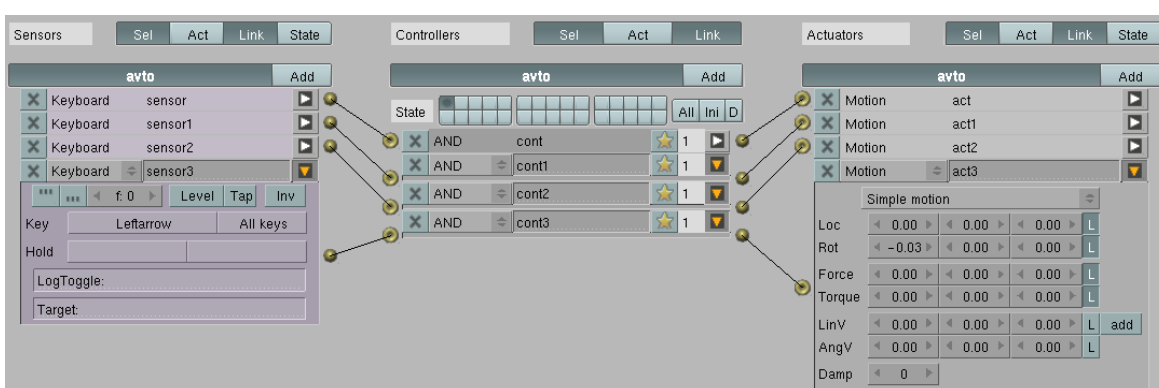 Sensors Sel Act Link State Controllers Sel Act Link Actuators Sel Act Link State
avto Add avto Add avto Add
Keyboard sensor State All Ini D Motion act
Keyboard sensor1 AND cont 1 Motion act1
Keyboard sensor2 AND cont1 1 Motion act2
Keyboard sensor3 AND cont2 1 Motion act3
f: 0 Level Tap Inv AND cont3 1 Simple motion
Key Leftarrow All keys Loc 0.00 0.00 0.00 L
Hold Rot -0.03 0.00 0.00 L
LogToggle: Force 0.00 0.00 0.00 L
Target: Torque 0.00 0.00 0.00 L
LinV 0.00 0.00 0.00 L add
AngV 0.00 0.00 0.00 L
Damp 0